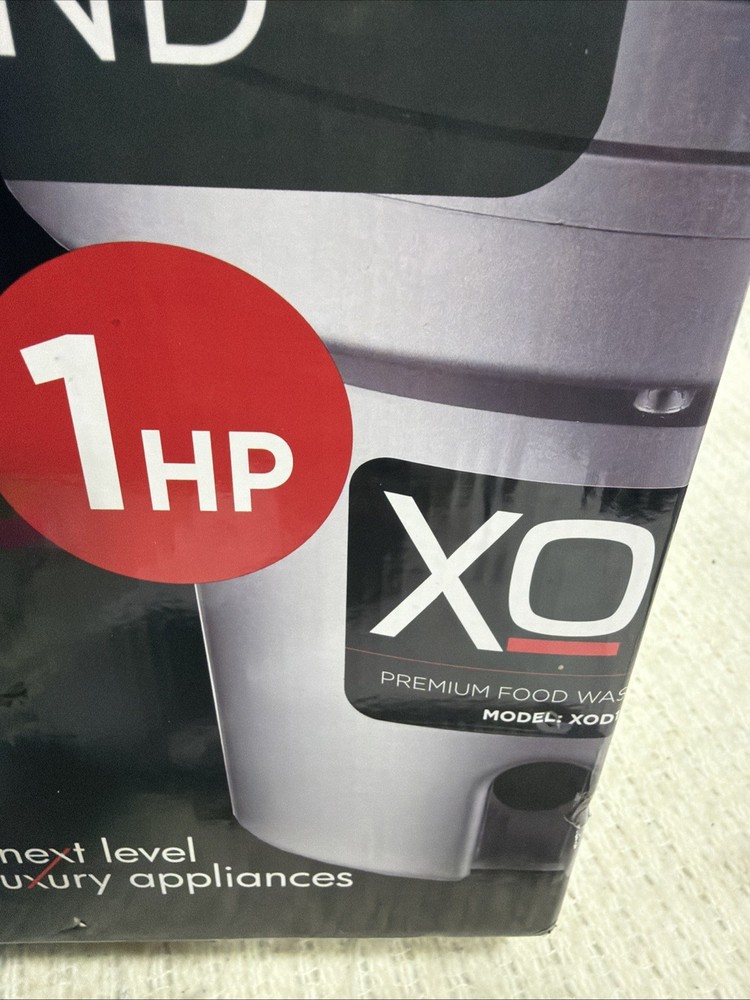 ND
1HP
XO
PREMIUM FOOD WAS
MODEL: XOD
next level
uxury appliances